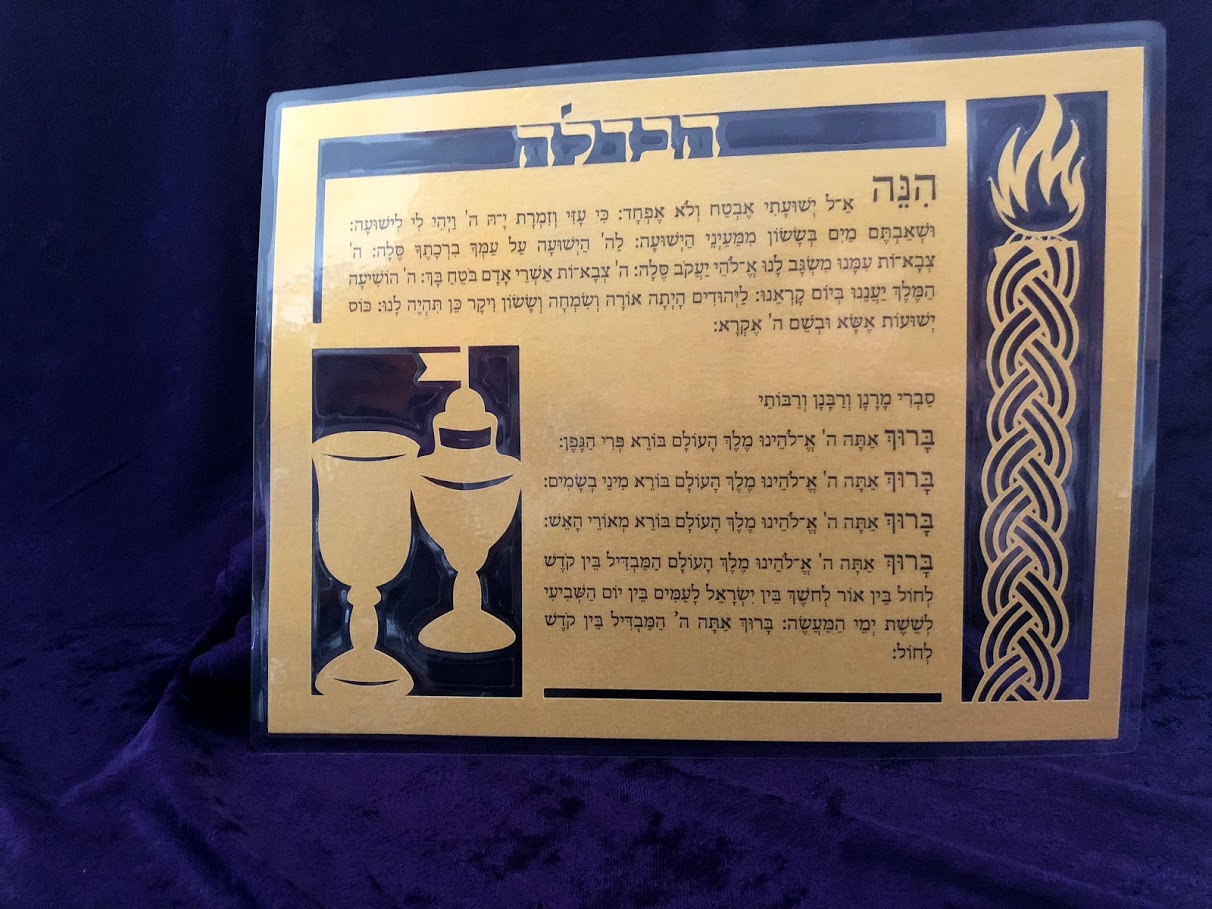 הבדלה
הִנֵּה אֵ־ל יְשׁוּעָתִי אֶבְטַח וְלֹא אֶפְחָד: כִּי עָזִּי וְזִמְרָת יָ־הּ ה' וַיְהִי לִי לִישׁוּעָה:
וּשְׁאַבְתֶּם מַיִם בְּשָׂשׂוֹן מִמַּעַיְנֵי הַיְשׁוּעָה: לַה' הַיְשׁוּעָה עַל עַמְּךָ בִרְכָתֶךָ סֶּלָה: ה'
צְבָאּ־וֹת עִמָּנוּ מִשְׂגָּב לָנוּ אֱ־לֹהֵי יַעֲקֹב סֶלָה: ה' צְבָא־וֹת אַשְׁרֵי אָדָם בֹּטֵחַ בָּךְ: ה' הוֹשִׁיעָה
הַמֶּלֶךְ יַעֲנֵנוּ בְיוֹם קָרְאֵנוּ: לַיְּהוּדִים הָיְתָה אוֹרָה וְשִׂמְחָה וְשָׂשׂוֹן וִיקָר כֵּן תִּהְיֶה לָנוּ: כּוֹס
יְשׁוּעוֹת אֶשָּׂא וּבְשֵׁם ה' אֶקְרָא:
סַבְרִי מָרָנָן וְרַבָּנָן וְרַבּוֹתַי
בָּרוּךְ אַתָּה ה' אֱ־לֹהֵינוּ מֶלֶךְ הָעוֹלָם בּוֹרֵא פְּרִי הַגָּפֶן:
בָּרוּךְ אַתָּה ה' אֱ־לֹהֵינוּ מֶלֶךְ הָעוֹלָם בּוֹרֵא מִינֵי בְשָׂמִים:
בָּרוּךְ אַתָּה ה' אֱ־לֹהֵינוּ מֶלֶךְ הָעוֹלָם בּוֹרֵא מְאוֹרֵי הָאֵשׁ:
בָּרוּךְ אַתָּה ה' אֱ־לֹהֵינוּ מֶלֶךְ הָעוֹלָם הַמַּבְדִּיל בֵּין קֹדֶשׁ
לְחוֹל בֵּין אוֹר לְחֹשֶׁךְ בֵּין יִשְׂרָאֵל לָעַמִּים בֵּין יוֹם הַשְּׁבִיעִי
לְשֵׁשֶׁת יְמֵי הַמַּעֲשֶׂה: בָּרוּךְ אַתָּה ה' הַמַּבְדִּיל בֵּין קֹדֶשׁ
לְחוֹל: